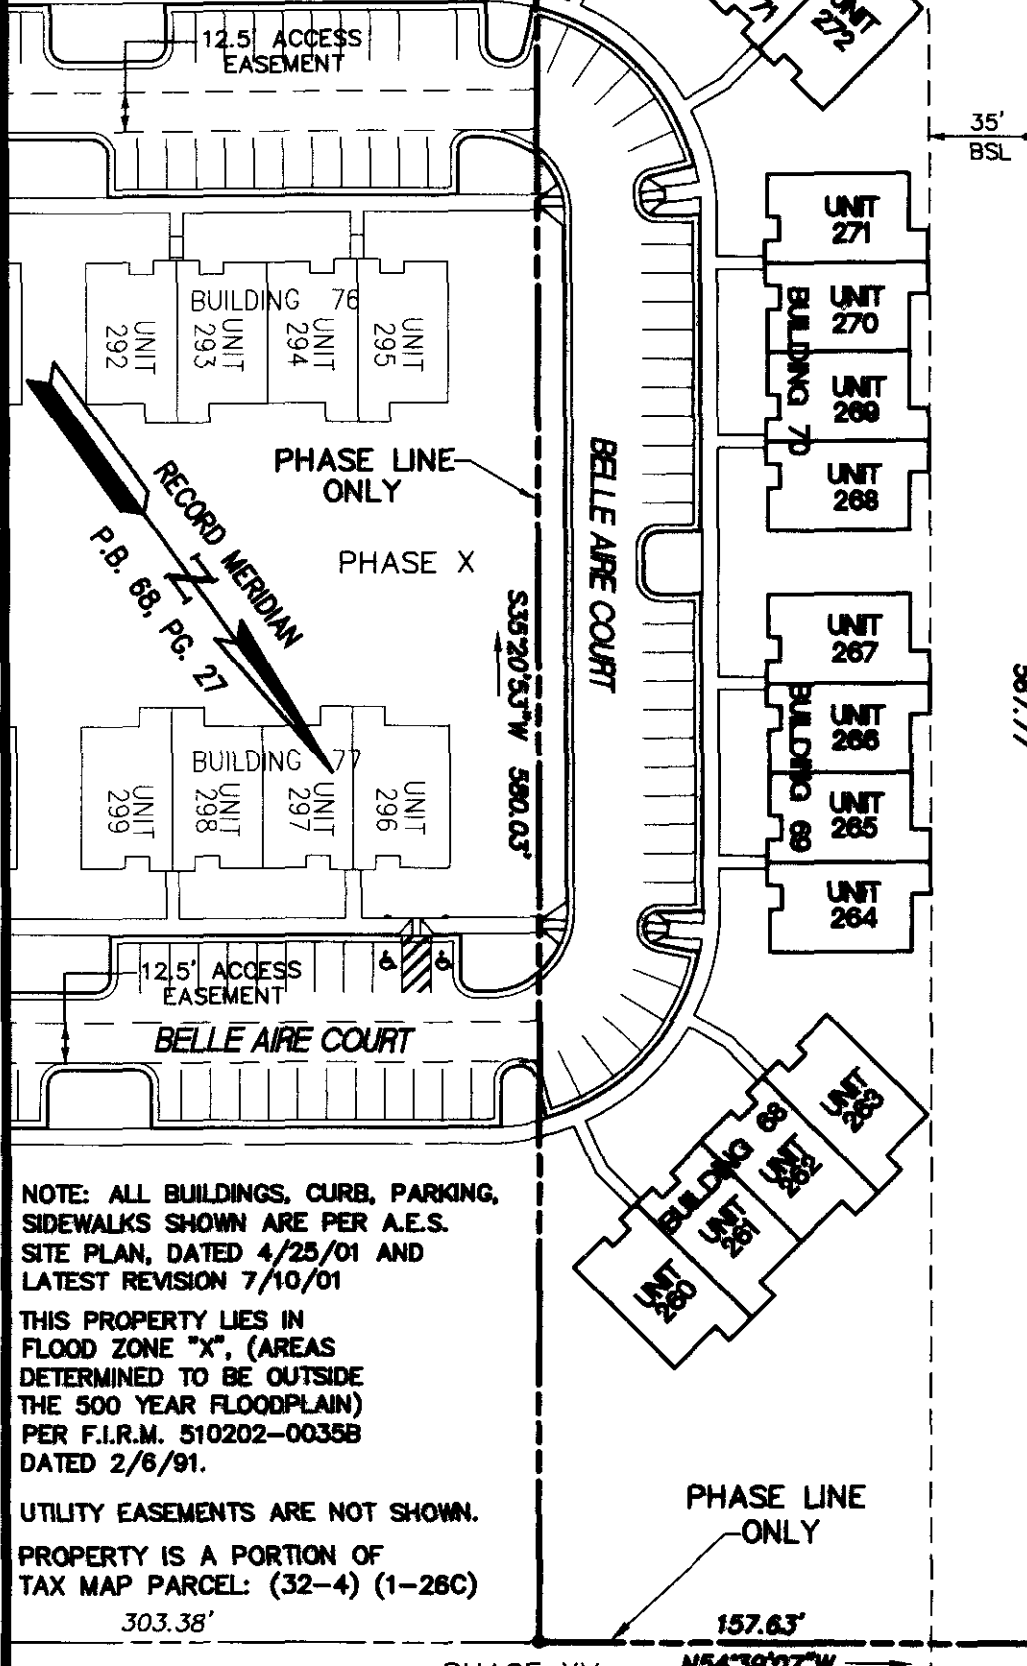 71
UNIT
272
12.5' ACCESS
EASEMENT
35'
BSL
UNIT
271
UNIT
270
BUILDING 70
UNIT
269
UNIT
268
BUILDING 76
UNIT
292
UNIT
293
UNIT
294
UNIT
295
PHASE LINE
ONLY
RECORD MERIDIAN
P.B. 68, PG. 27
N
PHASE X
BELLE AIRE COURT
S35°20'53"W 580.03'
UNIT
267
UNIT
266
BUILDING 69
UNIT
265
UNIT
264
567.77
BUILDING 77
UNIT
299
UNIT
298
UNIT
297
UNIT
296
12.5' ACCESS
EASEMENT
BELLE AIRE COURT
UNIT
263
BUILDING 68
UNIT
262
UNIT
261
UNIT
260
NOTE: ALL BUILDINGS, CURB, PARKING,
SIDEWALKS SHOWN ARE PER A.E.S.
SITE PLAN, DATED 4/25/01 AND
LATEST REVISION 7/10/01
THIS PROPERTY LIES IN
FLOOD ZONE "X", (AREAS
DETERMINED TO BE OUTSIDE
THE 500 YEAR FLOODPLAIN)
PER F.I.R.M. 510202-0035B
DATED 2/6/91.
UTILITY EASEMENTS ARE NOT SHOWN.
PROPERTY IS A PORTION OF
TAX MAP PARCEL: (32-4) (1-26C)
PHASE LINE
ONLY
303.38'
157.63'
N54°39'07"W